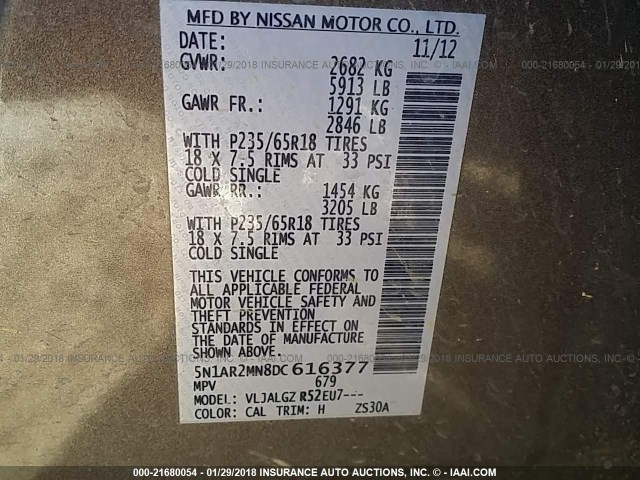 MFD BY NISSAN MOTOR CO., LTD.
DATE: 11/12
GVWR: 2682 KG
5913 LB
GAWR FR.: 1291 KG
2846 LB
WITH P235/65R18 TIRES
18 X 7.5 RIMS AT 33 PSI
COLD SINGLE
GAWR RR.: 1454 KG
3205 LB
WITH P235/65R18 TIRES
18 X 7.5 RIMS AT 33 PSI
COLD SINGLE
THIS VEHICLE CONFORMS TO
ALL APPLICABLE FEDERAL
MOTOR VEHICLE SAFETY AND
THEFT PREVENTION
STANDARDS IN EFFECT ON
THE DATE OF MANUFACTURE
SHOWN ABOVE.
5N1AR2MN8DC616377
MPV 679
MODEL: VLJALGZ R52EU7---
COLOR: CAL TRIM: H ZS30A
000-21680054 - 01/29/2018 - INSURANCE AUTO AUCTIONS, INC. © - IAAI.COM